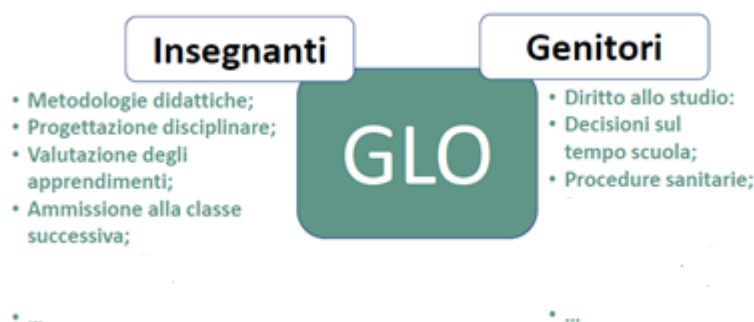 Insegnanti
• Metodologie didattiche;
• Progettazione disciplinare;
• Valutazione degli
apprendimenti;
• Ammissione alla classe
successiva;
• ...
GLO
Genitori
• Diritto allo studio:
• Decisioni sul
tempo scuola;
• Procedure sanitarie;
• ...